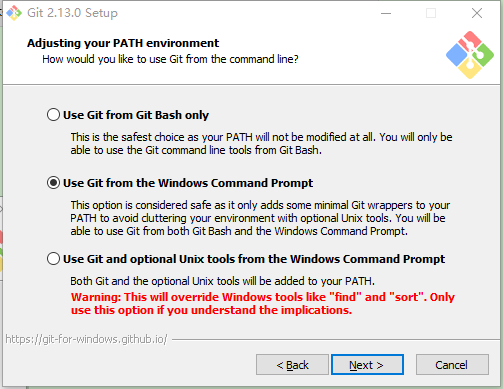 Git 2.13.0 Setup
Adjusting your PATH environment
How would you like to use Git from the command line?
Use Git from Git Bash only
This is the safest choice as your PATH will not be modified at all. You will only
be able to use the Git command line tools from Git Bash.
Use Git from the Windows Command Prompt
This option is considered safe as it only adds some minimal Git wrappers to your
PATH to avoid cluttering your environment with optional Unix tools. You will be
able to use Git from both Git Bash and the Windows Command Prompt.
Use Git and optional Unix tools from the Windows Command Prompt
Both Git and the optional Unix tools will be added to your PATH.
Warning: This will override Windows tools like "find" and "sort". Only
use this option if you understand the implications.
https://git-for-windows.github.io/
< Back
Next >
Cancel